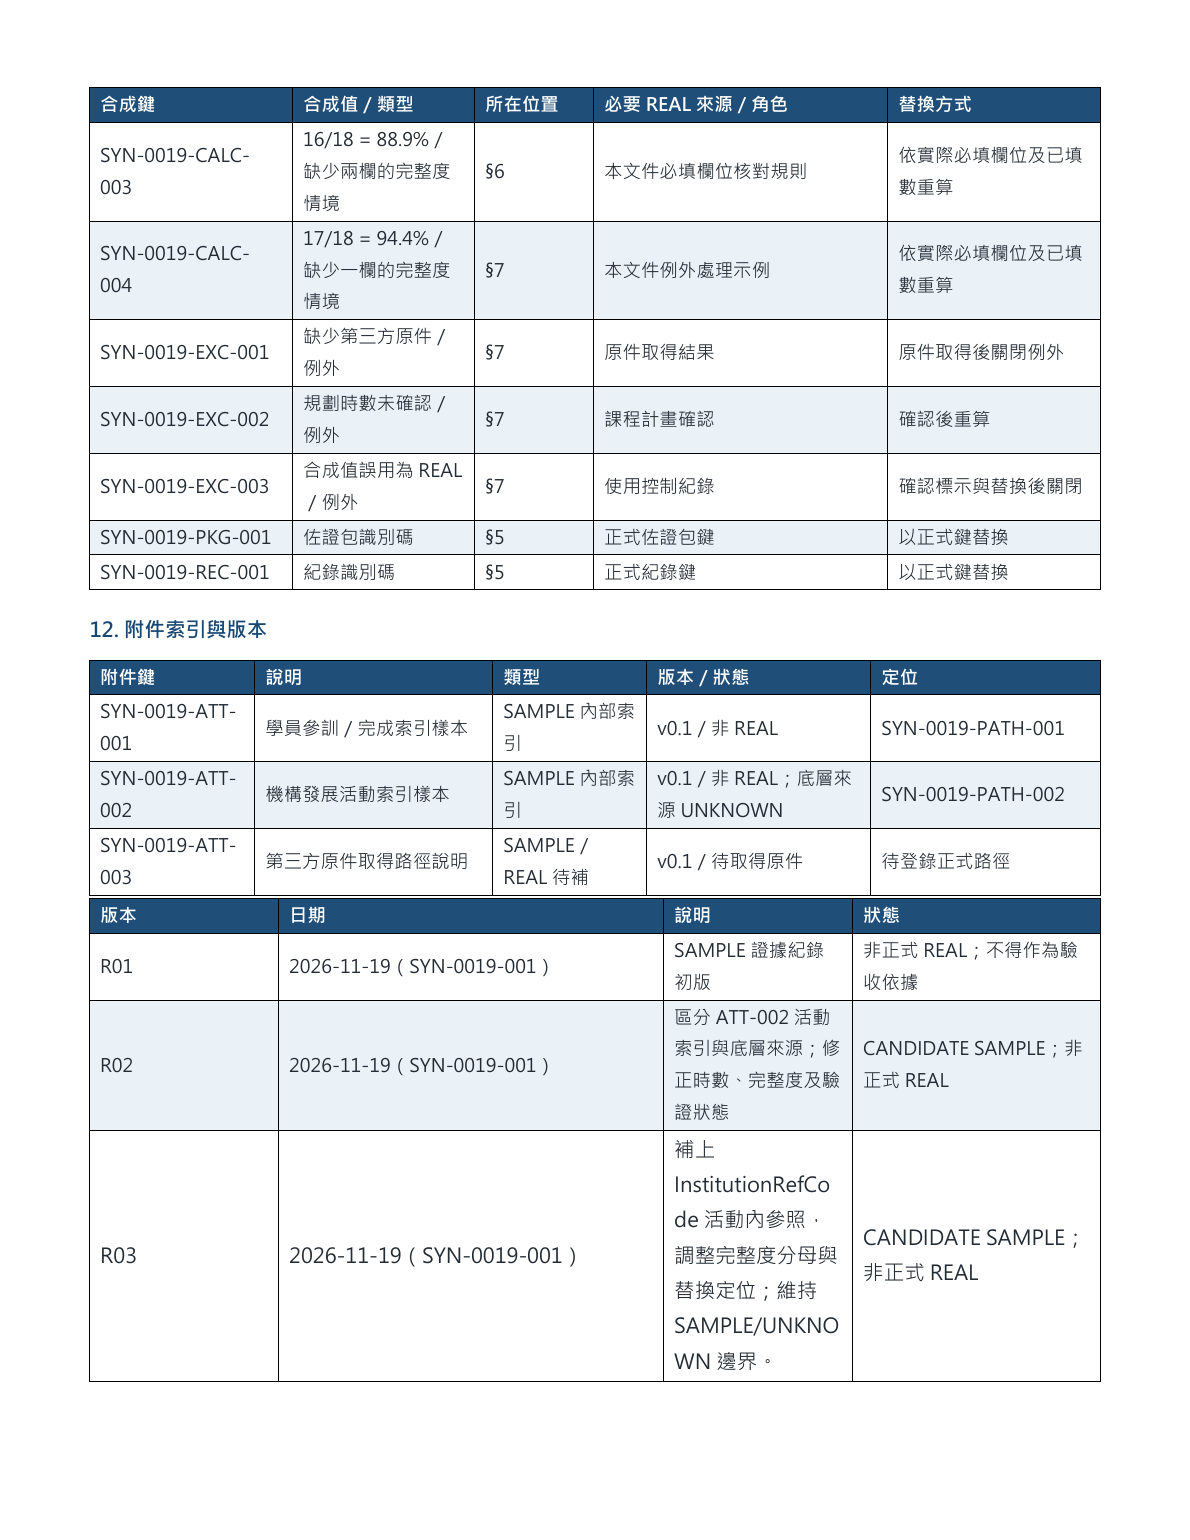 合成鍵 合成值 / 類型 所在位置 必要 REAL 來源 / 角色 替換方式
SYN-0019-CALC-
003
16/18 = 88.9% /
缺少兩欄的完整度
情境
§6
本文件必填欄位核對規則
依實際必填欄位及已填
數重算
SYN-0019-CALC-
004
17/18 = 94.4% /
缺少一欄的完整度
情境
§7
本文件例外處理示例
依實際必填欄位及已填
數重算
SYN-0019-EXC-001
缺少第三方原件 /
例外
§7
原件取得結果
原件取得後關閉例外
SYN-0019-EXC-002
規劃時數未確認 /
例外
§7
課程計畫確認
確認後重算
SYN-0019-EXC-003
合成值誤用為 REAL
/ 例外
§7
使用控制紀錄
確認標示與替換後關閉
SYN-0019-PKG-001 佐證包識別碼 §5 正式佐證包鍵 以正式鍵替換
SYN-0019-REC-001 紀錄識別碼 §5 正式紀錄鍵 以正式鍵替換
12. 附件索引與版本
附件鍵 說明 類型 版本 / 狀態 定位
SYN-0019-ATT-
001
學員參訓 / 完成索引樣本
SAMPLE 內部索
引
v0.1 / 非 REAL
SYN-0019-PATH-001
SYN-0019-ATT-
002
機構發展活動索引樣本
SAMPLE 內部索
引
v0.1 / 非 REAL；底層來
源 UNKNOWN
SYN-0019-PATH-002
SYN-0019-ATT-
003
第三方原件取得路徑說明
SAMPLE /
REAL 待補
v0.1 / 待取得原件
待登錄正式路徑
版本 日期 說明 狀態
R01
2026-11-19（SYN-0019-001）
SAMPLE 證據紀錄
初版
非正式 REAL；不得作為驗
收依據
R02
2026-11-19（SYN-0019-001）
區分 ATT-002 活動
索引與底層來源；修
正時數、完整度及驗
證狀態
CANDIDATE SAMPLE；非
正式 REAL
R03
2026-11-19（SYN-0019-001）
補上
InstitutionRefCo
de 活動內參照，
調整完整度分母與
替換定位；維持
SAMPLE/UNKNO
WN 邊界。
CANDIDATE SAMPLE；
非正式 REAL